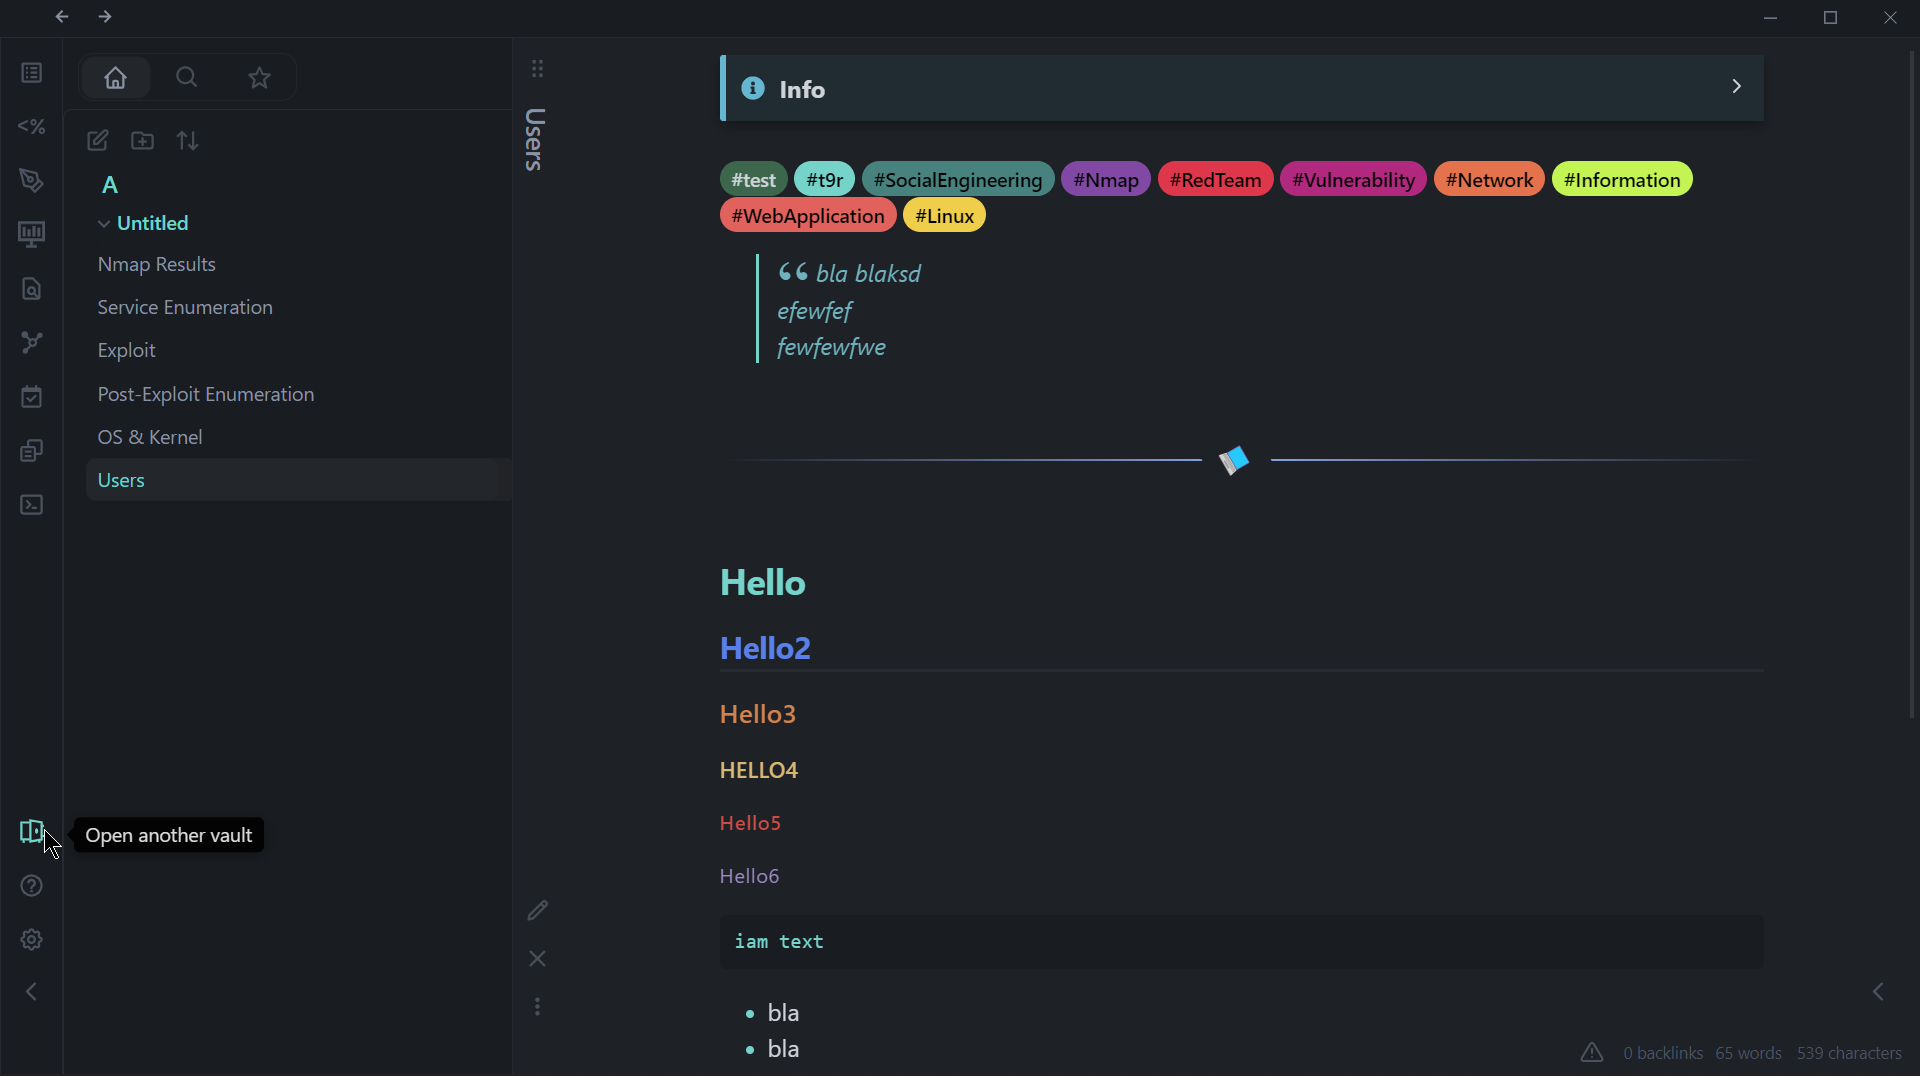 <%
A
Untitled
Nmap Results
Service Enumeration
Exploit
Post-Exploit Enumeration
OS & Kernel
Users
Open another vault
Users
Info
#test #t9r #SocialEngineering #Nmap #RedTeam #Vulnerability #Network #Information
#WebApplication #Linux
“ bla blaksd
efewfef
fewfewfwe
Hello
Hello2
Hello3
HELLO4
Hello5
Hello6
iam text
• bla
• bla
0 backlinks 65 words 539 characters